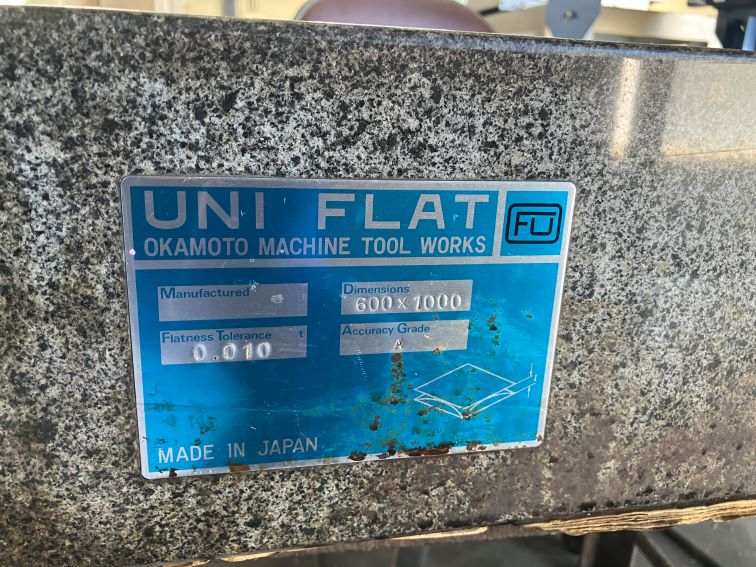 UNI FLAT
FU
OKAMOTO MACHINE TOOL WORKS
Manufactured
Dimensions
600 x 1000
Flatness Tolerance t
0.010
Accuracy Grade
A
MADE IN JAPAN